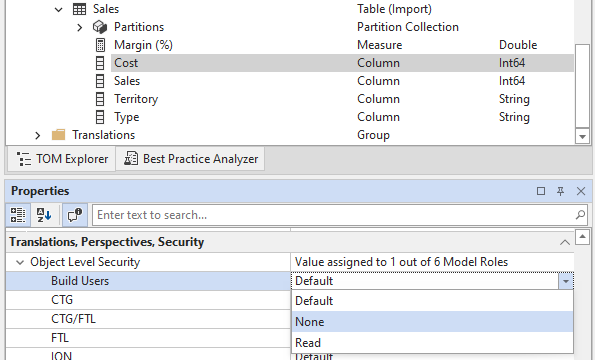 Sales Table (Import)
Partitions Partition Collection
Margin (%) Measure Double
Cost Column Int64
Sales Column Int64
Territory Column String
Type Column String
Translations Group
TOM Explorer Best Practice Analyzer
Properties
Enter text to search...
Translations, Perspectives, Security
Object Level Security Value assigned to 1 out of 6 Model Roles
Build Users Default
CTG Default
CTG/FTL None
FTL Read
ION Default